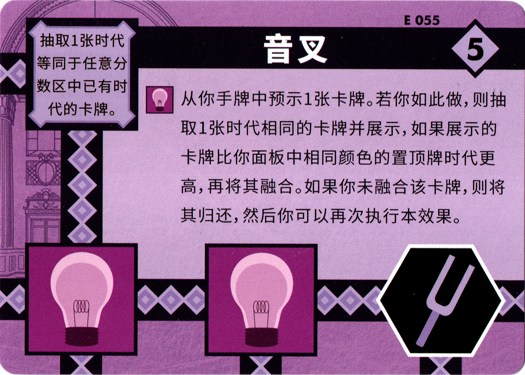 E 055
抽取1张时代
等同于任意分
数区中已有时
代的卡牌。
音叉
5
从你手牌中预示1张卡牌。若你如此做,则抽
取1张时代相同的卡牌并展示,如果展示的
卡牌比你面板中相同颜色的置顶牌时代更
高,再将其融合。如果你未融合该卡牌,则将
其归还,然后你可以再次执行本效果。